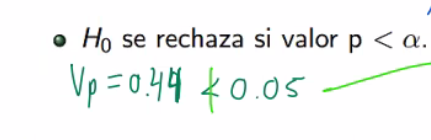 • H₀ se rechaza si valor p < α.
Vp = 0.44 ≮ 0.05